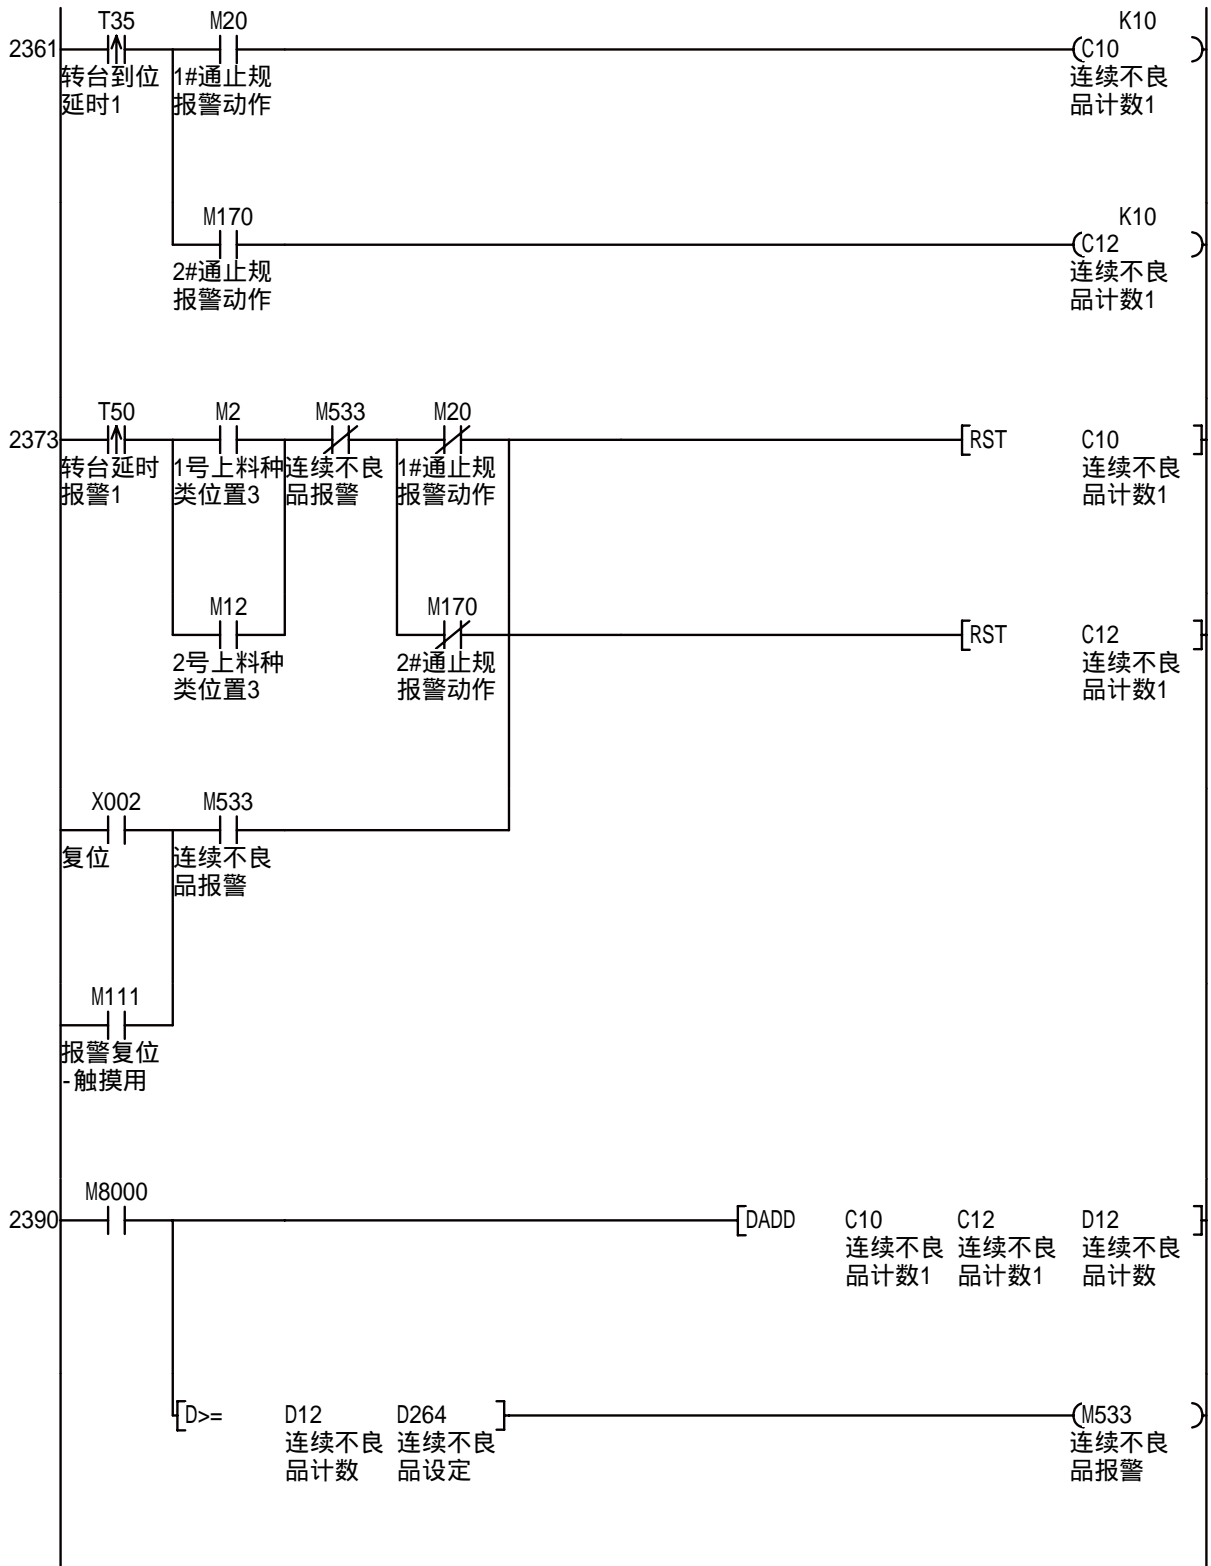 T35 M20 K10
2361 C10
转台到位 1#通止规 连续不良
延时1 报警动作 品计数1
M170 K10
C12
2#通止规 连续不良
报警动作 品计数1
T50 M2 M533 M20
2373 [RST C10 ]
转台延时 1号上料种 连续不良 1#通止规 连续不良
报警1 类位置3 品报警 报警动作 品计数1
M12 M170
[RST C12 ]
2号上料种 2#通止规 连续不良
类位置3 报警动作 品计数1
X002 M533
复位 连续不良
品报警
M111
报警复位
-触摸用
M8000
2390 [DADD C10 C12 D12 ]
连续不良 连续不良 连续不良
品计数1 品计数1 品计数
[D>= D12 D264 ] (M533 )
连续不良 连续不良 连续不良
品计数 品设定 品报警